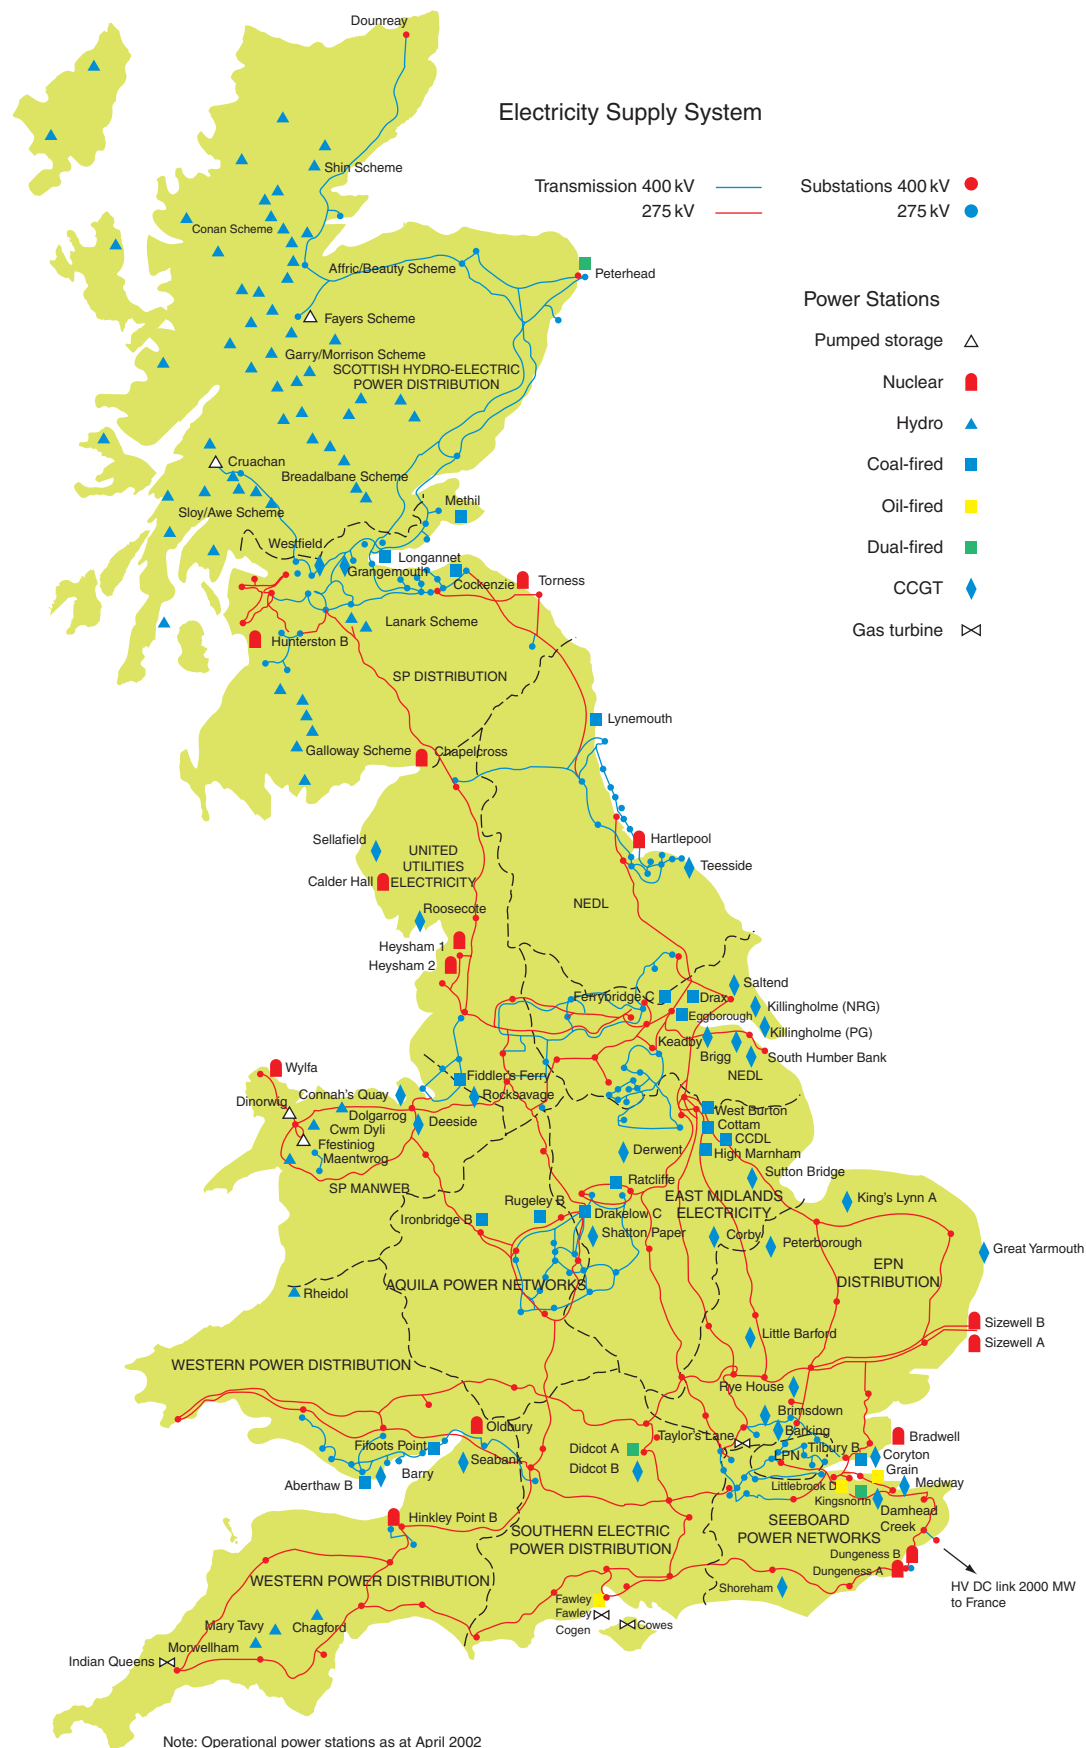 Dounreay
Electricity Supply System
Transmission 400 kV
275 kV
Substations 400 kV
275 kV
Power Stations
Pumped storage
Nuclear
Hydro
Coal-fired
Oil-fired
Dual-fired
CCGT
Gas turbine
Shin Scheme
Conan Scheme
Affric/Beauty Scheme
Peterhead
Fayers Scheme
Garry/Morrison Scheme
SCOTTISH HYDRO-ELECTRIC
POWER DISTRIBUTION
Cruachan
Breadalbane Scheme
Sloy/Awe Scheme
Methil
Westfield
Longannet
Grangemouth
Cockenzie
Torness
Lanark Scheme
Hunterston B
SP DISTRIBUTION
Lynemouth
Galloway Scheme
Chapelcross
Sellafield
UNITED
UTILITIES
ELECTRICITY
Calder Hall
Hartlepool
Teesside
Roosecote
NEDL
Heysham 1
Heysham 2
Ferrybridge C
Drax
Eggborough
Saltend
Killingholme (NRG)
Killingholme (PG)
Keadby
Brigg
South Humber Bank
NEDL
Wylfa
Fiddler's Ferry
Connah's Quay
Rocksavage
Dinorwig
Dolgarrog
Deeside
Cwm Dyli
Ffestiniog
Maentwrog
SP MANWEB
West Burton
Cottam
CCDL
High Marnham
Derwent
Sutton Bridge
Ratcliffe
EAST MIDLANDS
ELECTRICITY
King's Lynn A
Rugeley B
Ironbridge B
Drakelow C
Shatton Paper
Corby
Peterborough
Great Yarmouth
EPN
DISTRIBUTION
AQUILA POWER NETWORKS
Rheidol
Sizewell B
Sizewell A
Little Barford
WESTERN POWER DISTRIBUTION
Rye House
Brimsdown
Oldbury
Taylor's Lane
Barking
Bradwell
Fifoots Point
Didcot A
EPN
Tilbury B
Coryton
Seabank
Didcot B
Grain
Barry
Aberthaw B
Littlebrook D
Medway
Kingsnorth
Damhead
Creek
Hinkley Point B
SOUTHERN ELECTRIC
POWER DISTRIBUTION
SEEBOARD
POWER NETWORKS
Dungeness B
Dungeness A
WESTERN POWER DISTRIBUTION
Shoreham
HV DC link 2000 MW
to France
Fawley
Fawley
Cogen
Cowes
Mary Tavy
Chagford
Morwellham
Indian Queens
Note: Operational power stations as at April 2002